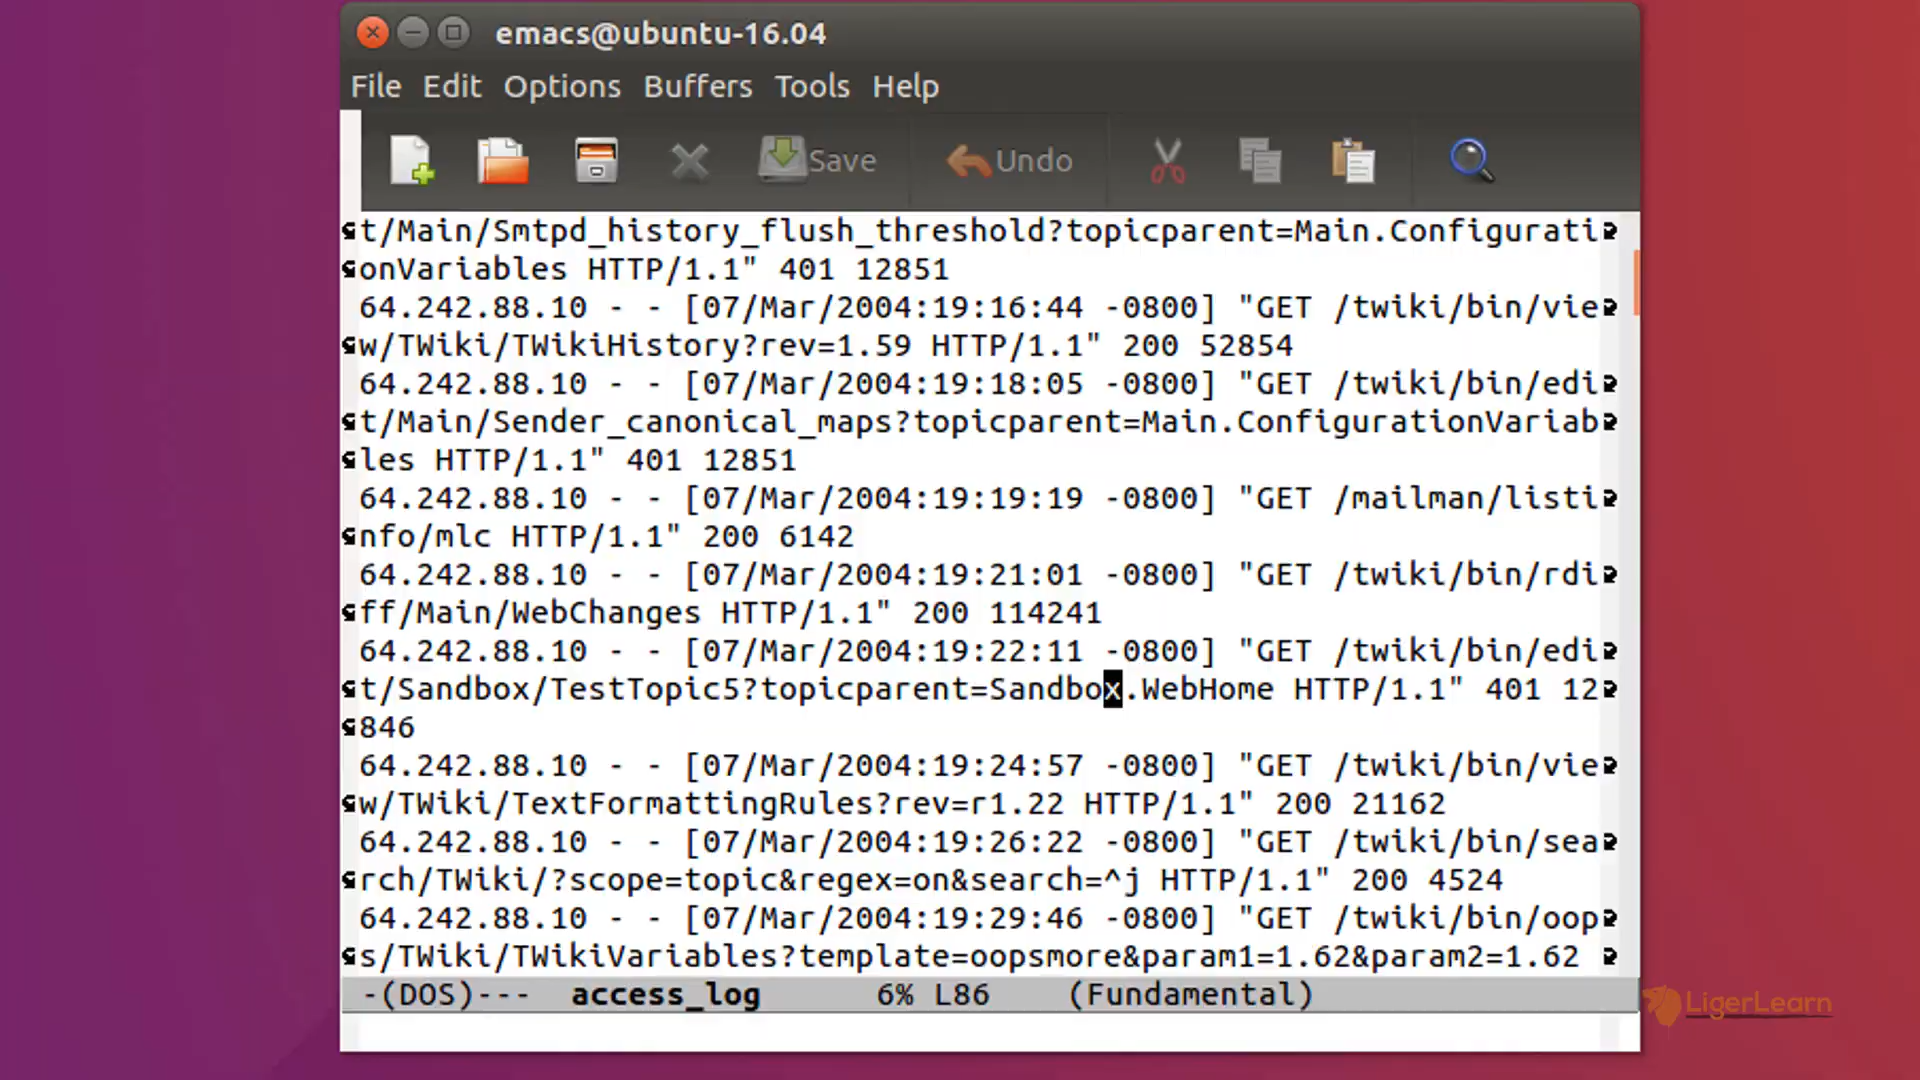 emacs@ubuntu-16.04
File Edit Options Buffers Tools Help
Save Undo
t/Main/Smtpd_history_flush_threshold?topicparent=Main.Configurati
onVariables HTTP/1.1" 401 12851
64.242.88.10 - - [07/Mar/2004:19:16:44 -0800] "GET /twiki/bin/vie
w/TWiki/TWikiHistory?rev=1.59 HTTP/1.1" 200 52854
64.242.88.10 - - [07/Mar/2004:19:18:05 -0800] "GET /twiki/bin/edi
t/Main/Sender_canonical_maps?topicparent=Main.ConfigurationVariab
les HTTP/1.1" 401 12851
64.242.88.10 - - [07/Mar/2004:19:19:19 -0800] "GET /mailman/listi
nfo/mlc HTTP/1.1" 200 6142
64.242.88.10 - - [07/Mar/2004:19:21:01 -0800] "GET /twiki/bin/rdi
ff/Main/WebChanges HTTP/1.1" 200 114241
64.242.88.10 - - [07/Mar/2004:19:22:11 -0800] "GET /twiki/bin/edi
t/Sandbox/TestTopic5?topicparent=Sandbox.WebHome HTTP/1.1" 401 12
846
64.242.88.10 - - [07/Mar/2004:19:24:57 -0800] "GET /twiki/bin/vie
w/TWiki/TextFormattingRules?rev=r1.22 HTTP/1.1" 200 21162
64.242.88.10 - - [07/Mar/2004:19:26:22 -0800] "GET /twiki/bin/sea
rch/TWiki/?scope=topic&regex=on&search=^j HTTP/1.1" 200 4524
64.242.88.10 - - [07/Mar/2004:19:29:46 -0800] "GET /twiki/bin/oop
s/TWiki/TWikiVariables?template=oopsmore&param1=1.62&param2=1.62
-(DOS)--- access_log 6% L86 (Fundamental)
LigerLearn